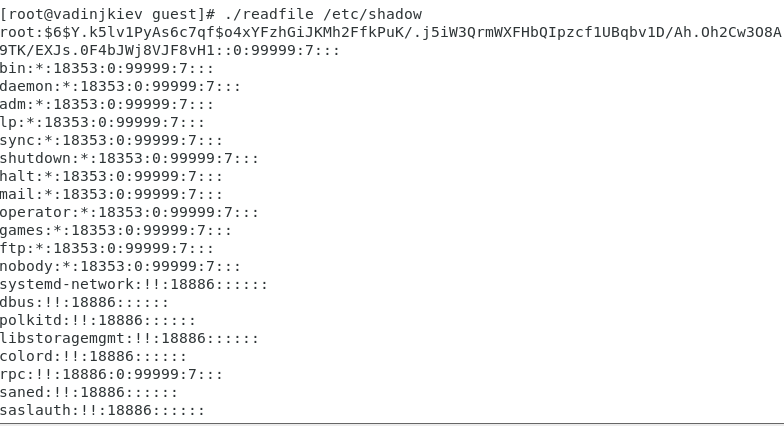 [root@vadinjkiev guest]# ./readfile /etc/shadow
root:$6$Y.k5lv1PyAs6c7qf$o4xYFzhGiJKMh2FfkPuK/.j5iW3QrmWXFHbQIpzcf1UBqbv1D/Ah.Oh2Cw3O8A
9TK/EXJs.0F4bJWj8VJF8vH1::0:99999:7:::
bin:*:18353:0:99999:7:::
daemon:*:18353:0:99999:7:::
adm:*:18353:0:99999:7:::
lp:*:18353:0:99999:7:::
sync:*:18353:0:99999:7:::
shutdown:*:18353:0:99999:7:::
halt:*:18353:0:99999:7:::
mail:*:18353:0:99999:7:::
operator:*:18353:0:99999:7:::
games:*:18353:0:99999:7:::
ftp:*:18353:0:99999:7:::
nobody:*:18353:0:99999:7:::
systemd-network:!!:18886::::::
dbus:!!:18886::::::
polkitd:!!:18886::::::
libstoragemgmt:!!:18886::::::
colord:!!:18886::::::
rpc:!!:18886:0:99999:7:::
saned:!!:18886::::::
saslauth:!!:18886::::::